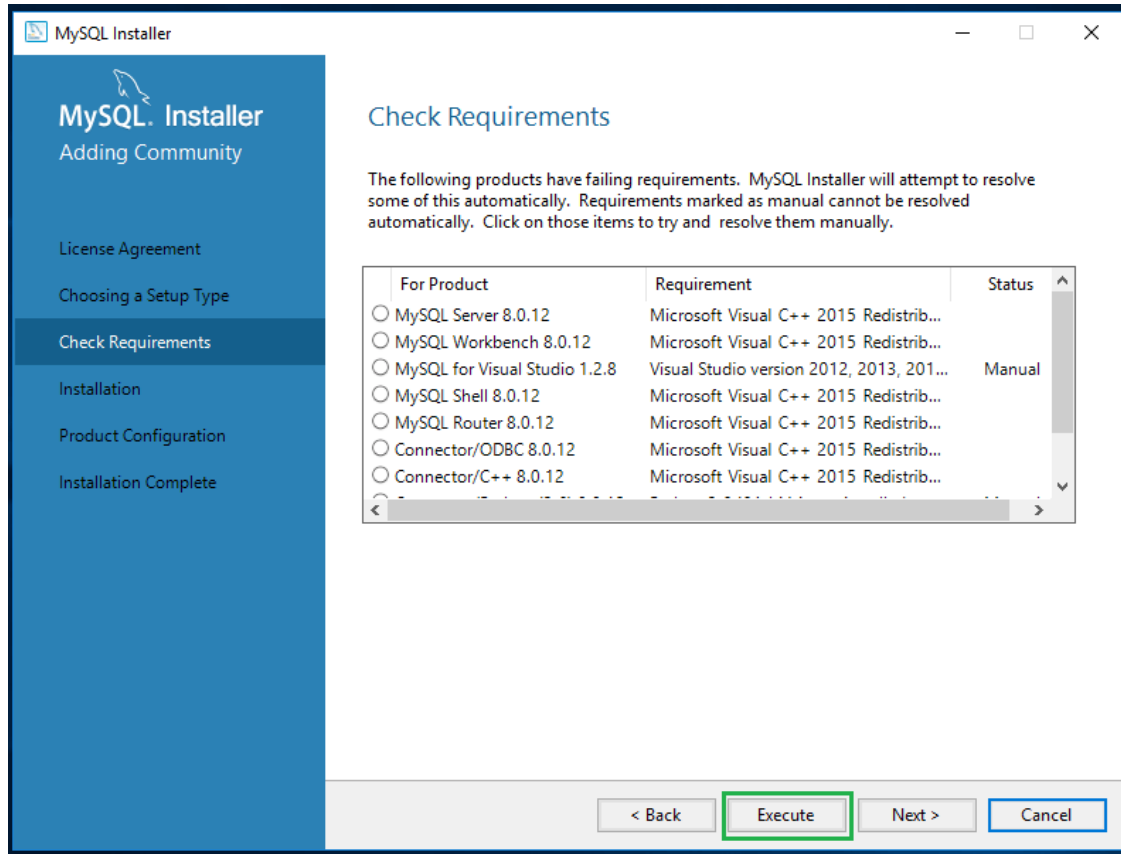 MySQL Installer
MySQL. Installer
Adding Community
License Agreement
Choosing a Setup Type
Check Requirements
Installation
Product Configuration
Installation Complete
Check Requirements
The following products have failing requirements. MySQL Installer will attempt to resolve
some of this automatically. Requirements marked as manual cannot be resolved
automatically. Click on those items to try and resolve them manually.
For Product Requirement Status
MySQL Server 8.0.12 Microsoft Visual C++ 2015 Redistrib...
MySQL Workbench 8.0.12 Microsoft Visual C++ 2015 Redistrib...
MySQL for Visual Studio 1.2.8 Visual Studio version 2012, 2013, 201... Manual
MySQL Shell 8.0.12 Microsoft Visual C++ 2015 Redistrib...
MySQL Router 8.0.12 Microsoft Visual C++ 2015 Redistrib...
Connector/ODBC 8.0.12 Microsoft Visual C++ 2015 Redistrib...
Connector/C++ 8.0.12 Microsoft Visual C++ 2015 Redistrib...
< Back Execute Next > Cancel